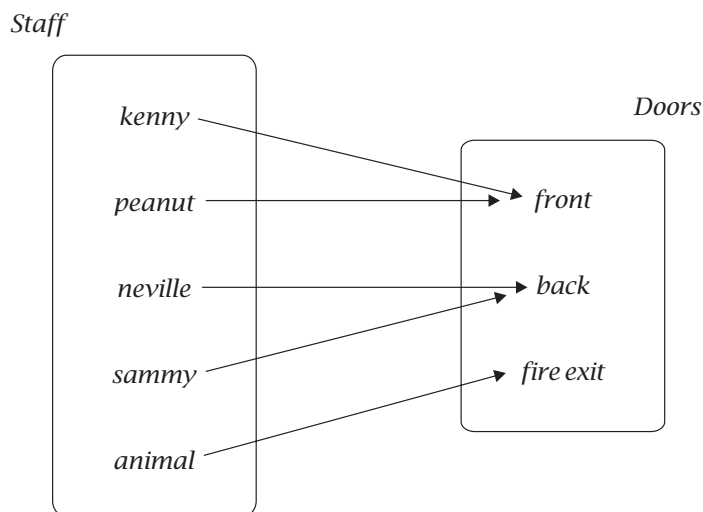 Staff
kenny
Doors
peanut
front
neville
back
sammy
fire exit
animal